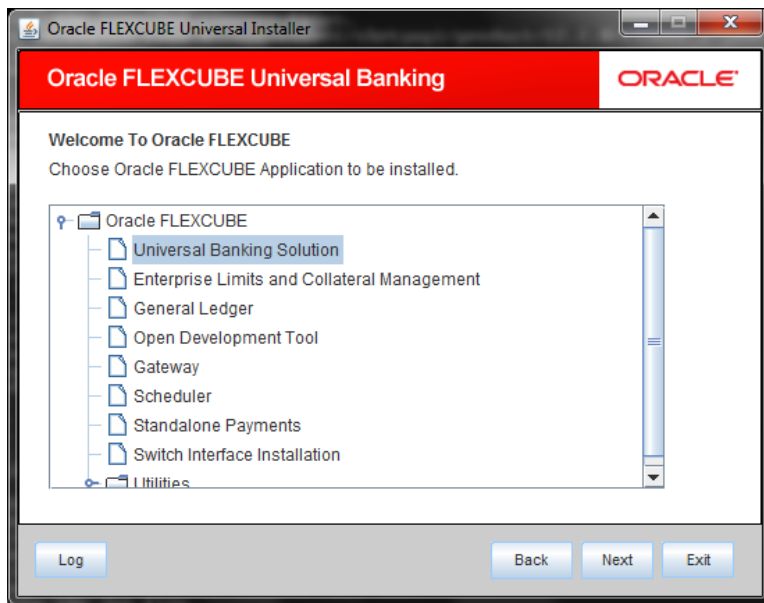 Oracle FLEXCUBE Universal Installer
Oracle FLEXCUBE Universal Banking
ORACLE
Welcome To Oracle FLEXCUBE
Choose Oracle FLEXCUBE Application to be installed.
Oracle FLEXCUBE
Universal Banking Solution
Enterprise Limits and Collateral Management
General Ledger
Open Development Tool
Gateway
Scheduler
Standalone Payments
Switch Interface Installation
Utilities
Log Back Next Exit